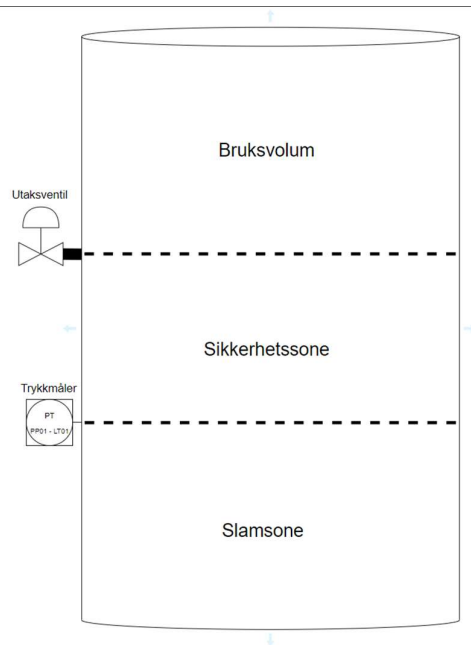 Bruksvolum
Utaksventil
Sikkerhetssone
Trykkmåler
PT
PP01 - LT01
Slamsone